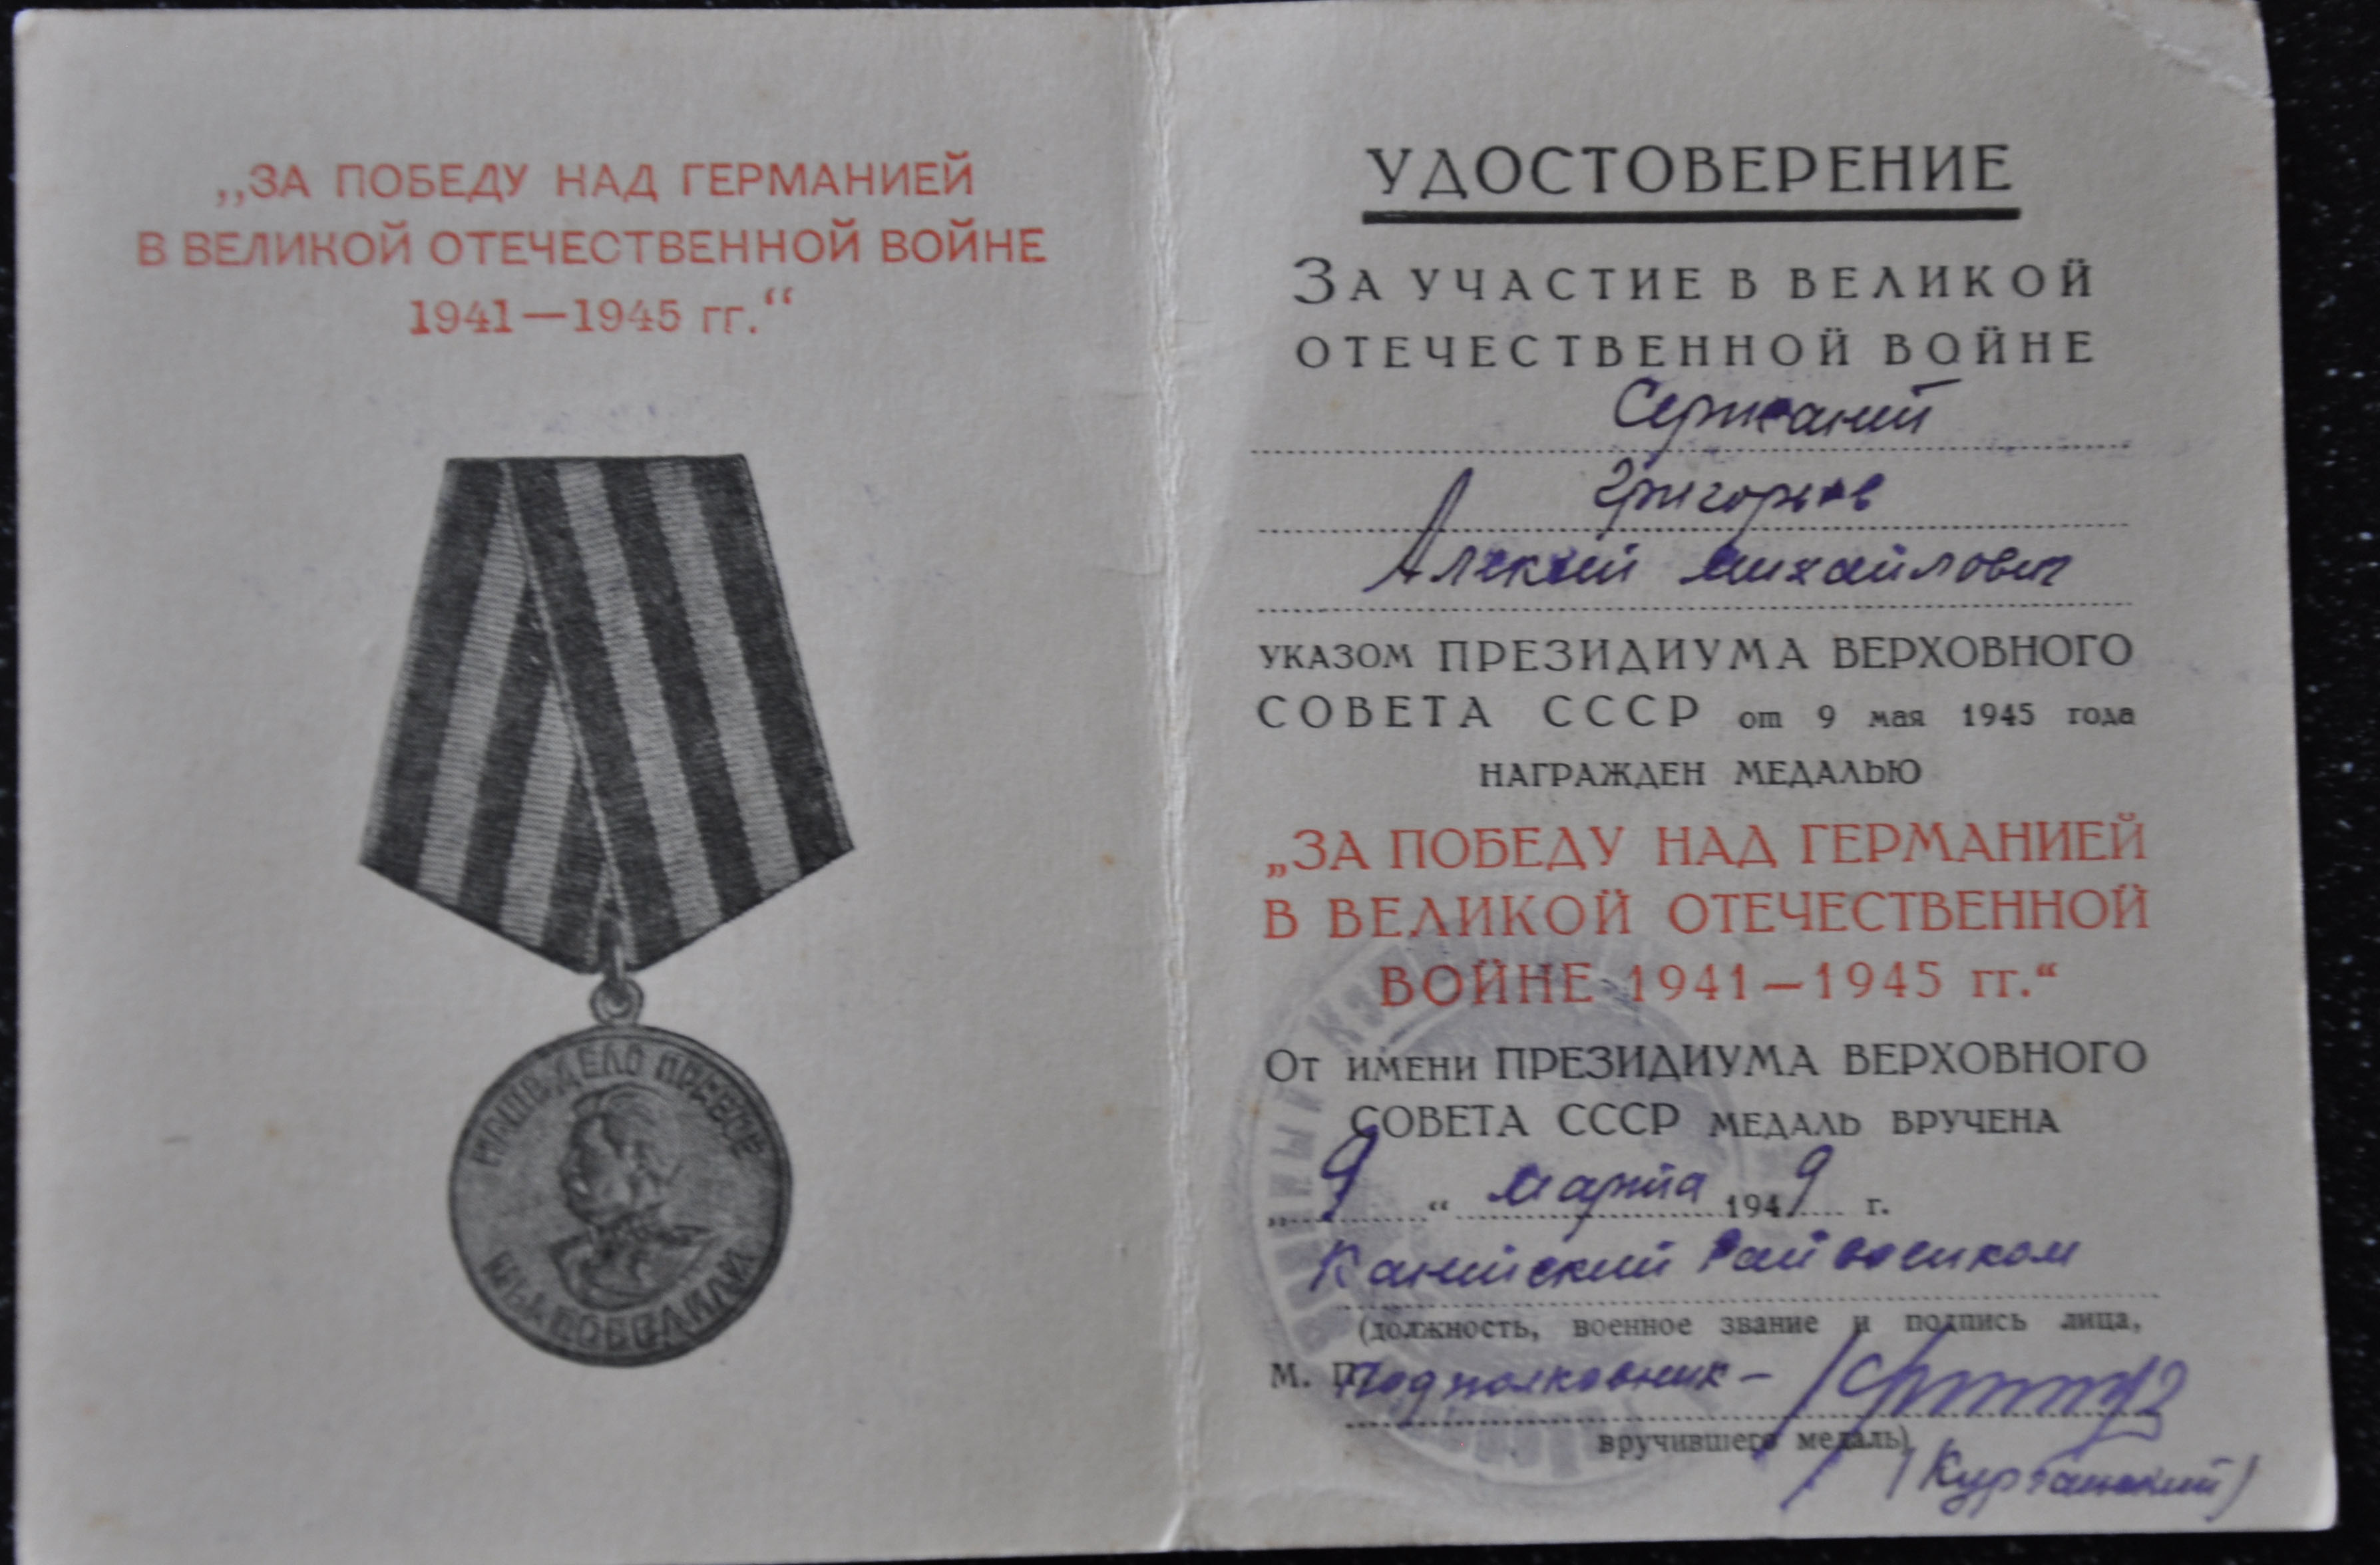 ,,ЗА ПОБЕДУ НАД ГЕРМАНИЕЙ
В ВЕЛИКОЙ ОТЕЧЕСТВЕННОЙ ВОЙНЕ
1941—1945 гг.“
НАШЕ ДЕЛО ПРАВОЕ
МЫ ПОБЕДИЛИ
УДОСТОВЕРЕНИЕ
ЗА УЧАСТИЕ В ВЕЛИКОЙ
ОТЕЧЕСТВЕННОЙ ВОЙНЕ
Сержант
Григорьев
Алексей Михайлович
УКАЗОМ ПРЕЗИДИУМА ВЕРХОВНОГО
СОВЕТА СССР от 9 мая 1945 года
НАГРАЖДЕН МЕДАЛЬЮ
„ЗА ПОБЕДУ НАД ГЕРМАНИЕЙ
В ВЕЛИКОЙ ОТЕЧЕСТВЕННОЙ
ВОЙНЕ 1941—1945 гг.“
ОТ ИМЕНИ ПРЕЗИДИУМА ВЕРХОВНОГО
СОВЕТА СССР МЕДАЛЬ ВРУЧЕНА
„9“ марта 1949 г.
Канский Райвоенком
(должность, военное звание и подпись лица,
М. П. Подполковник –
вручившего медаль)